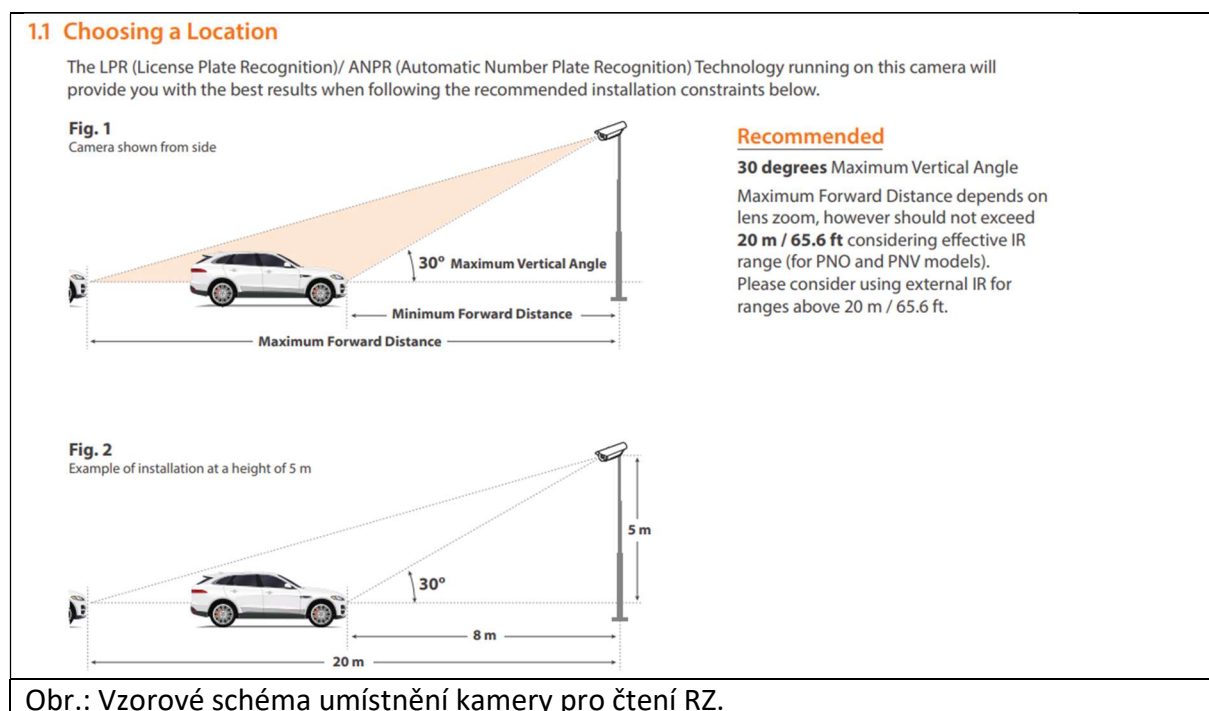 1.1 Choosing a Location
The LPR (License Plate Recognition)/ ANPR (Automatic Number Plate Recognition) Technology running on this camera will
provide you with the best results when following the recommended installation constraints below.
Fig. 1
Camera shown from side
30° Maximum Vertical Angle
Minimum Forward Distance
Maximum Forward Distance
Recommended
30 degrees Maximum Vertical Angle
Maximum Forward Distance depends on
lens zoom, however should not exceed
20 m / 65.6 ft considering effective IR
range (for PNO and PNV models).
Please consider using external IR for
ranges above 20 m / 65.6 ft.
Fig. 2
Example of installation at a height of 5 m
5 m
30°
8 m
20 m
Obr.: Vzorové schéma umístnění kamery pro čtení RZ.